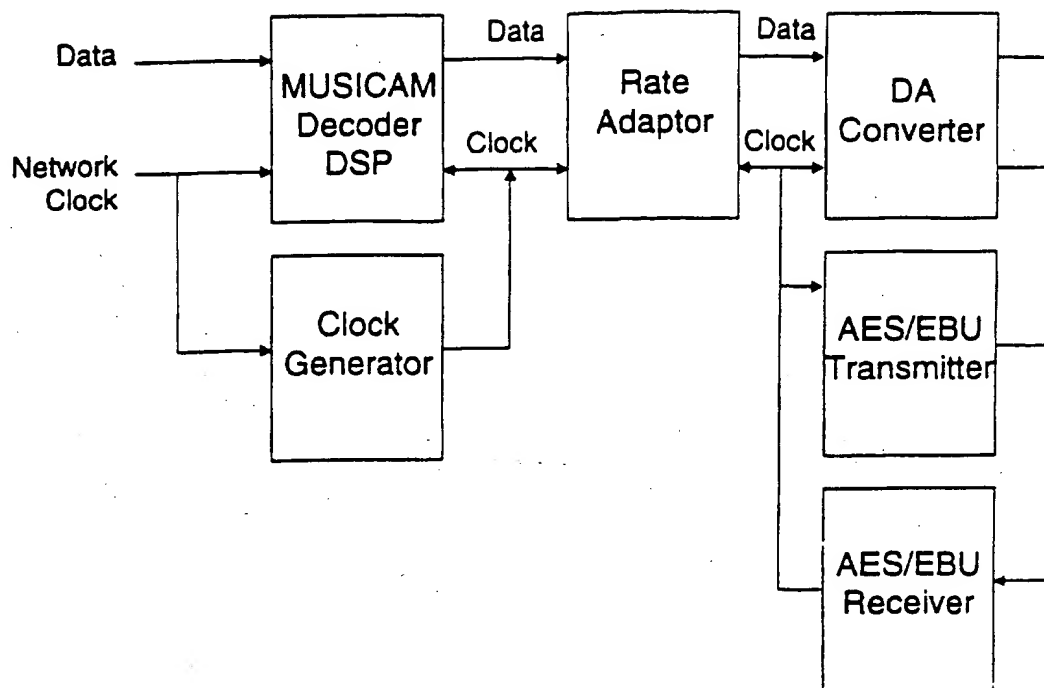 Data
MUSICAM
Decoder
DSP
Data
Rate
Adaptor
Data
DA
Converter
Network
Clock
Clock
Clock
Clock
Generator
AES/EBU
Transmitter
AES/EBU
Receiver